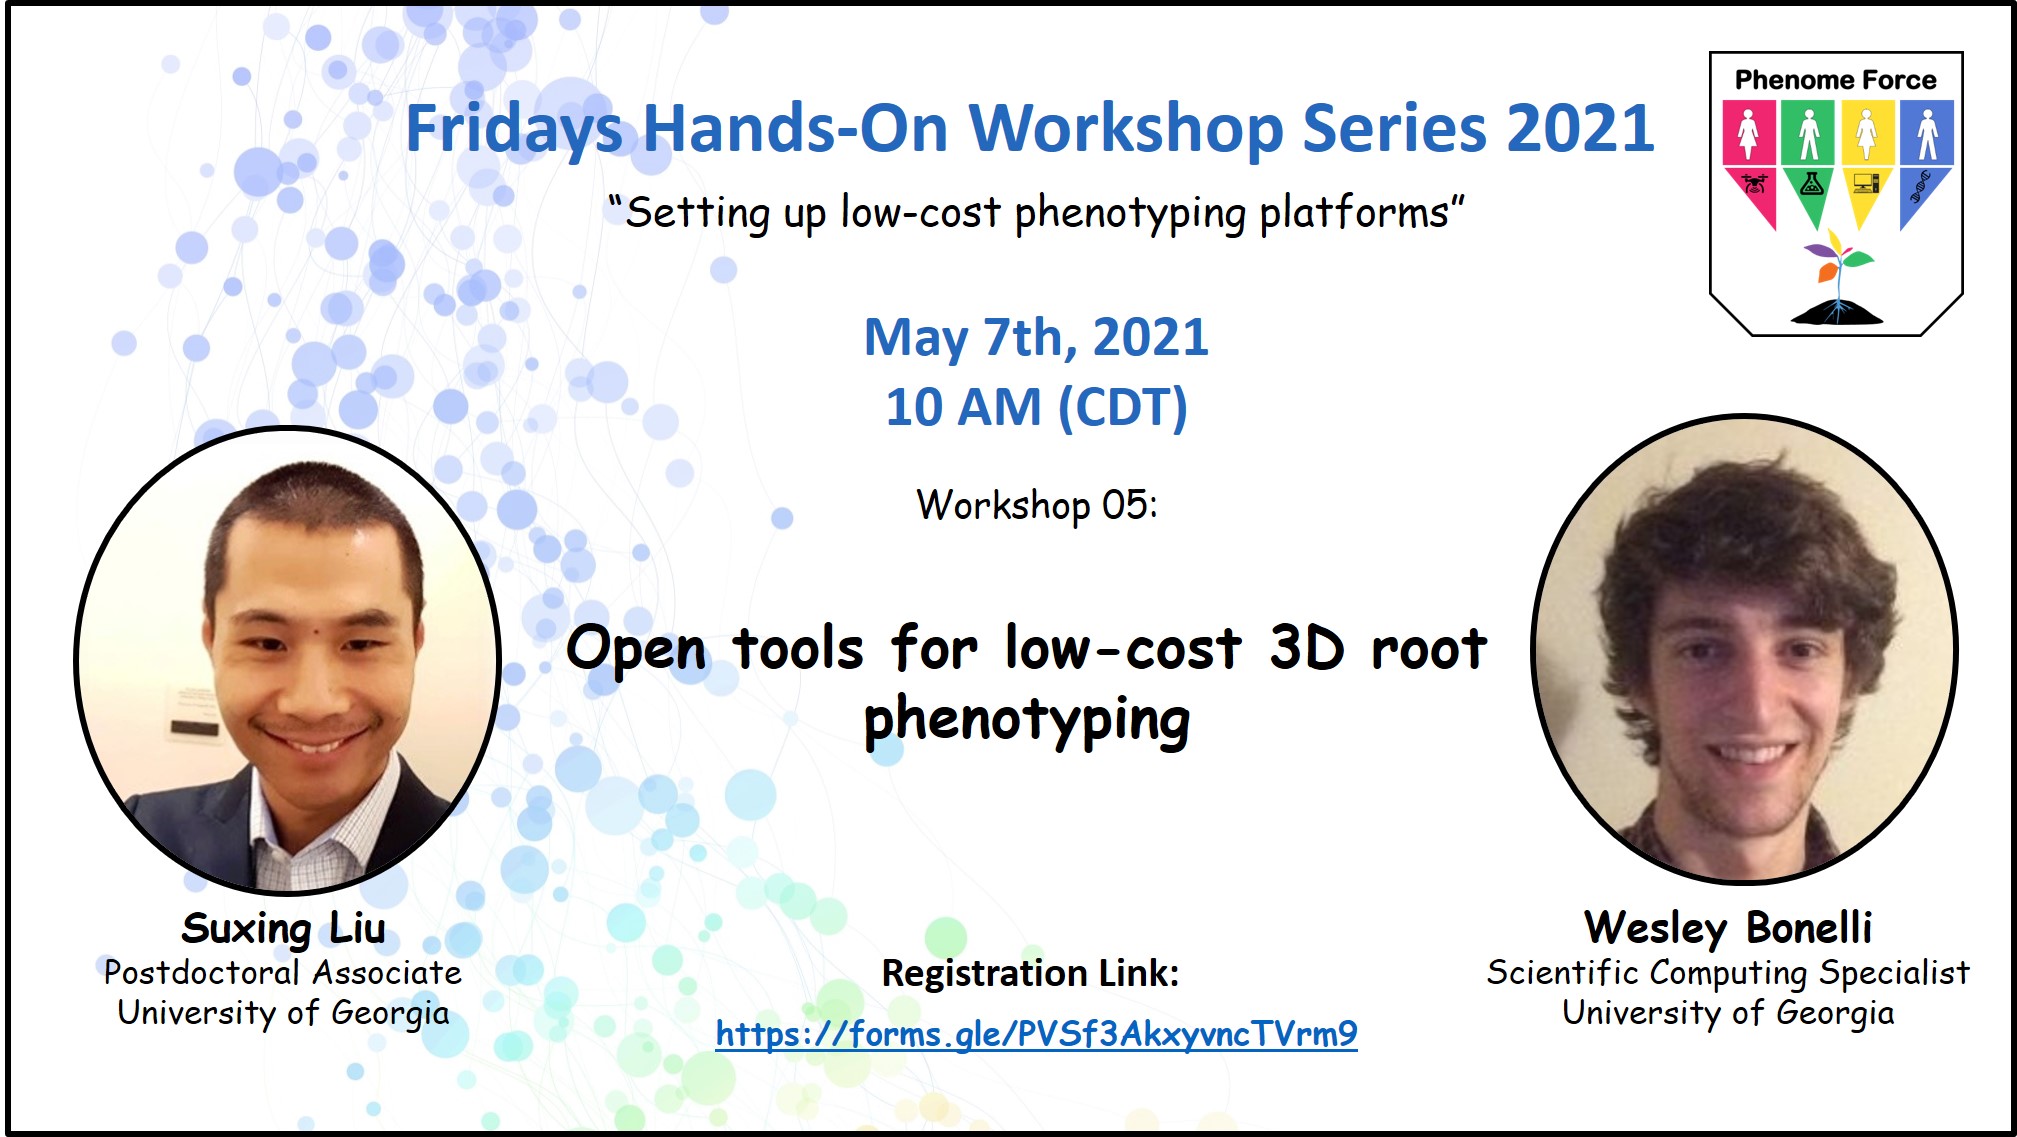 Phenome Force
Fridays Hands-On Workshop Series 2021
“Setting up low-cost phenotyping platforms”
May 7th, 2021
10 AM (CDT)
Workshop 05:
Open tools for low-cost 3D root
phenotyping
Suxing Liu
Postdoctoral Associate
University of Georgia
Wesley Bonelli
Scientific Computing Specialist
University of Georgia
Registration Link:
https://forms.gle/PVSf3AkxyvncTVrm9